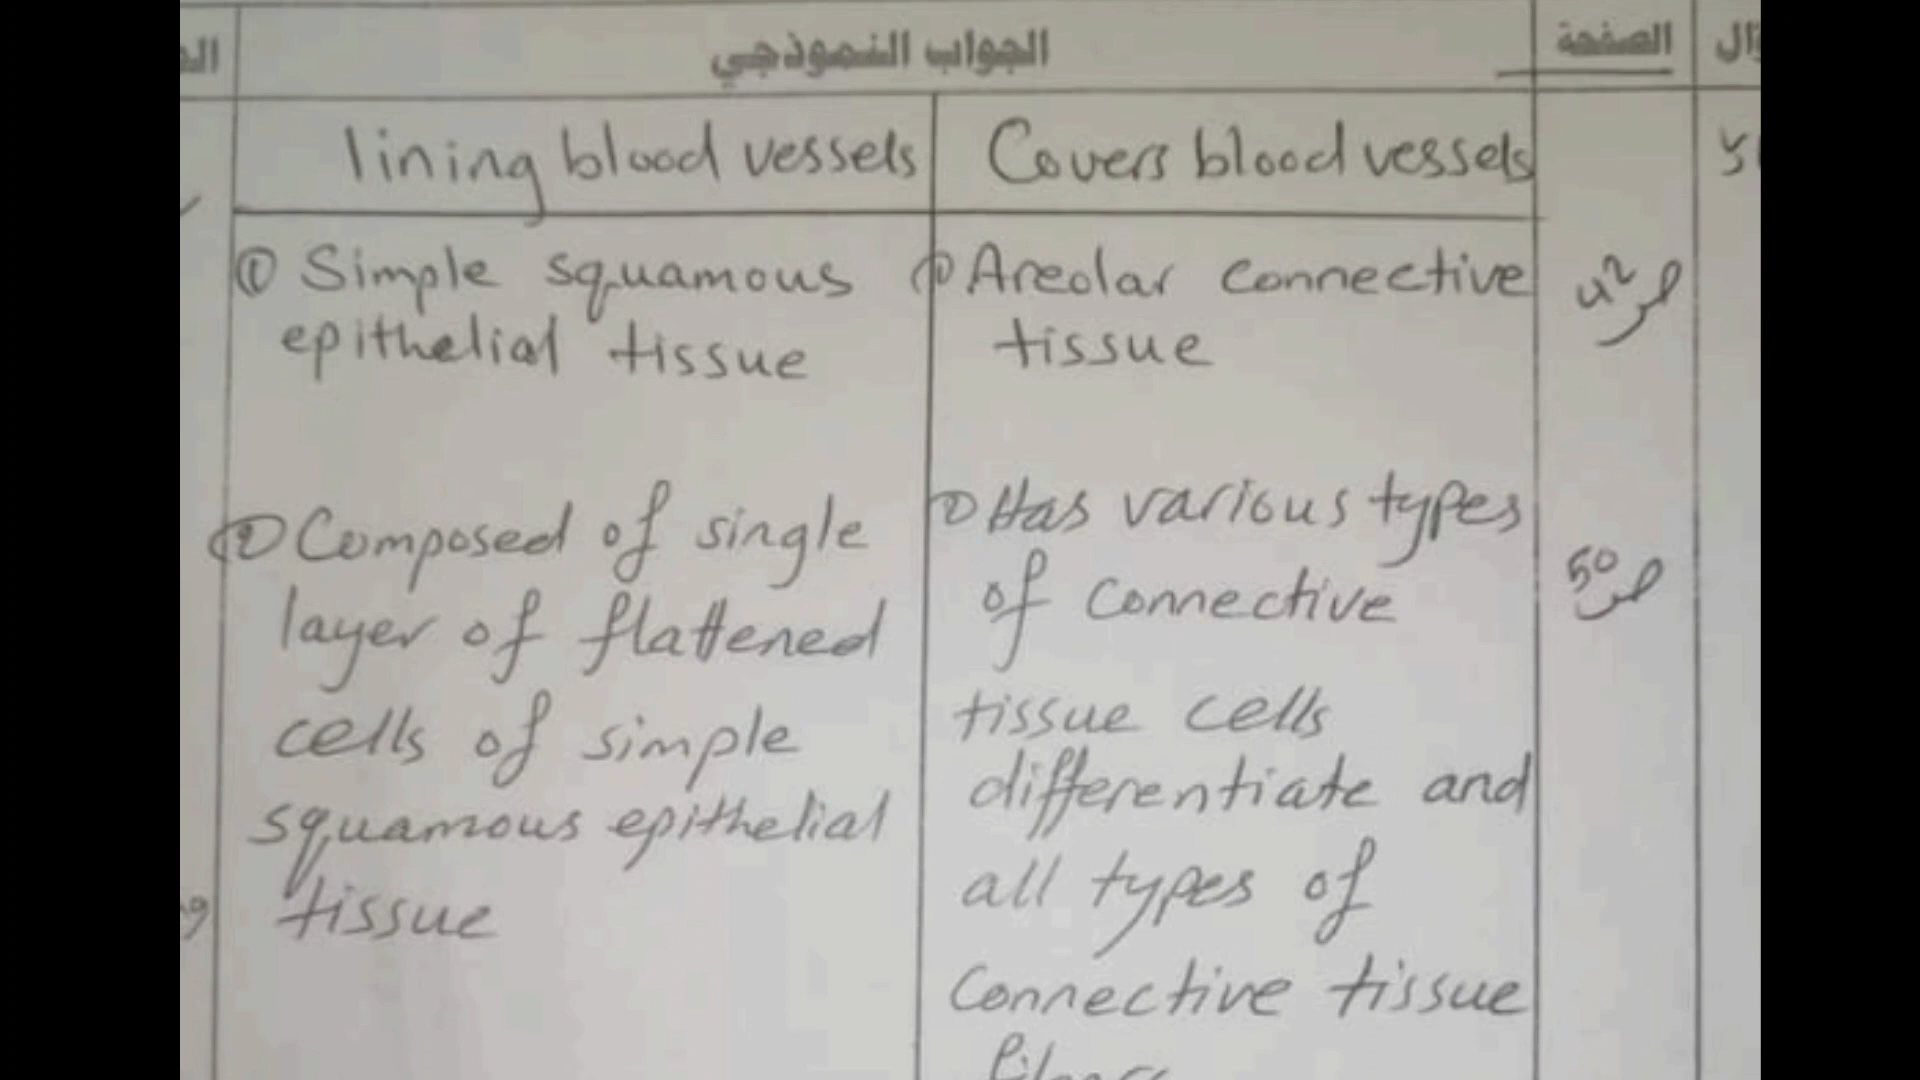 الجواب النموذجي
الصفحة
lining blood vessels
Covers blood vessels
① Simple squamous
epithelial tissue
② Composed of single
layer of flattened
cells of simple
squamous epithelial
tissue
① Areolar connective
tissue
② Has various types
of connective
tissue cells
differentiate and
all types of
connective tissue
ص 50